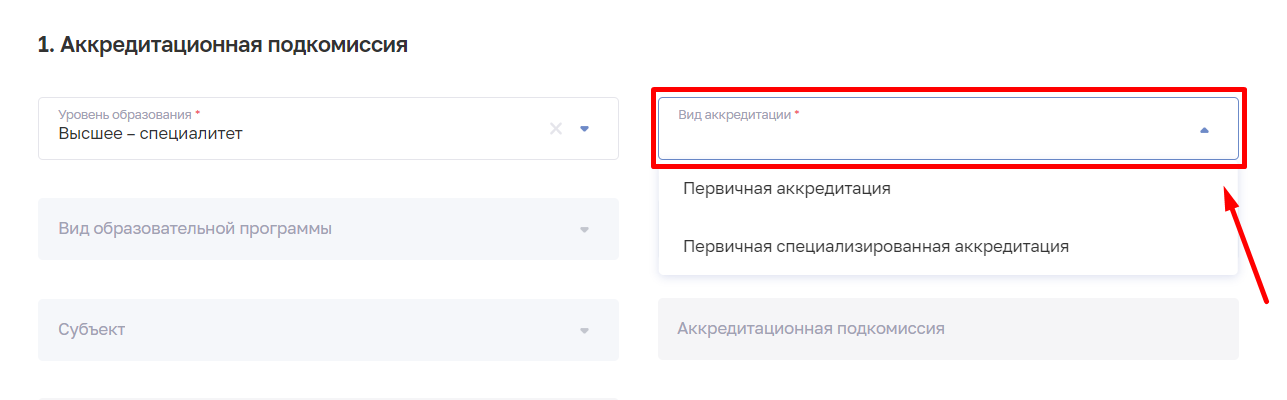 1. Аккредитационная подкомиссия
Уровень образования *
Высшее – специалитет
Вид аккредитации *
Первичная аккредитация
Вид образовательной программы
Первичная специализированная аккредитация
Субъект
Аккредитационная подкомиссия